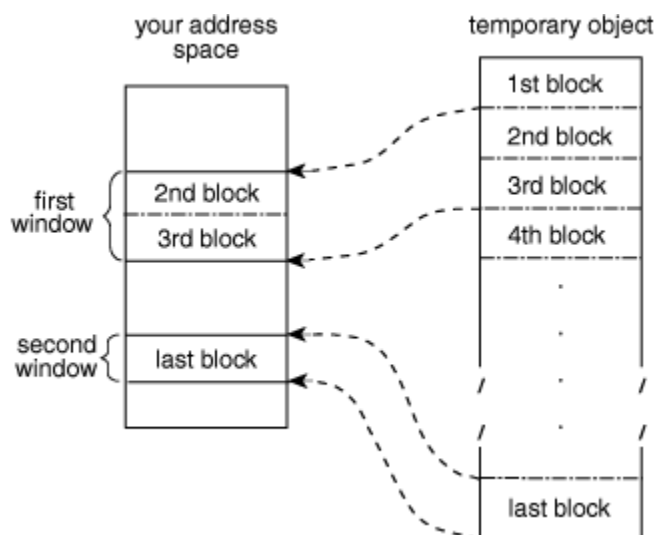 your address
space
temporary object
1st block
2nd block
3rd block
4th block
first
window
2nd block
3rd block
second
window
last block
last block